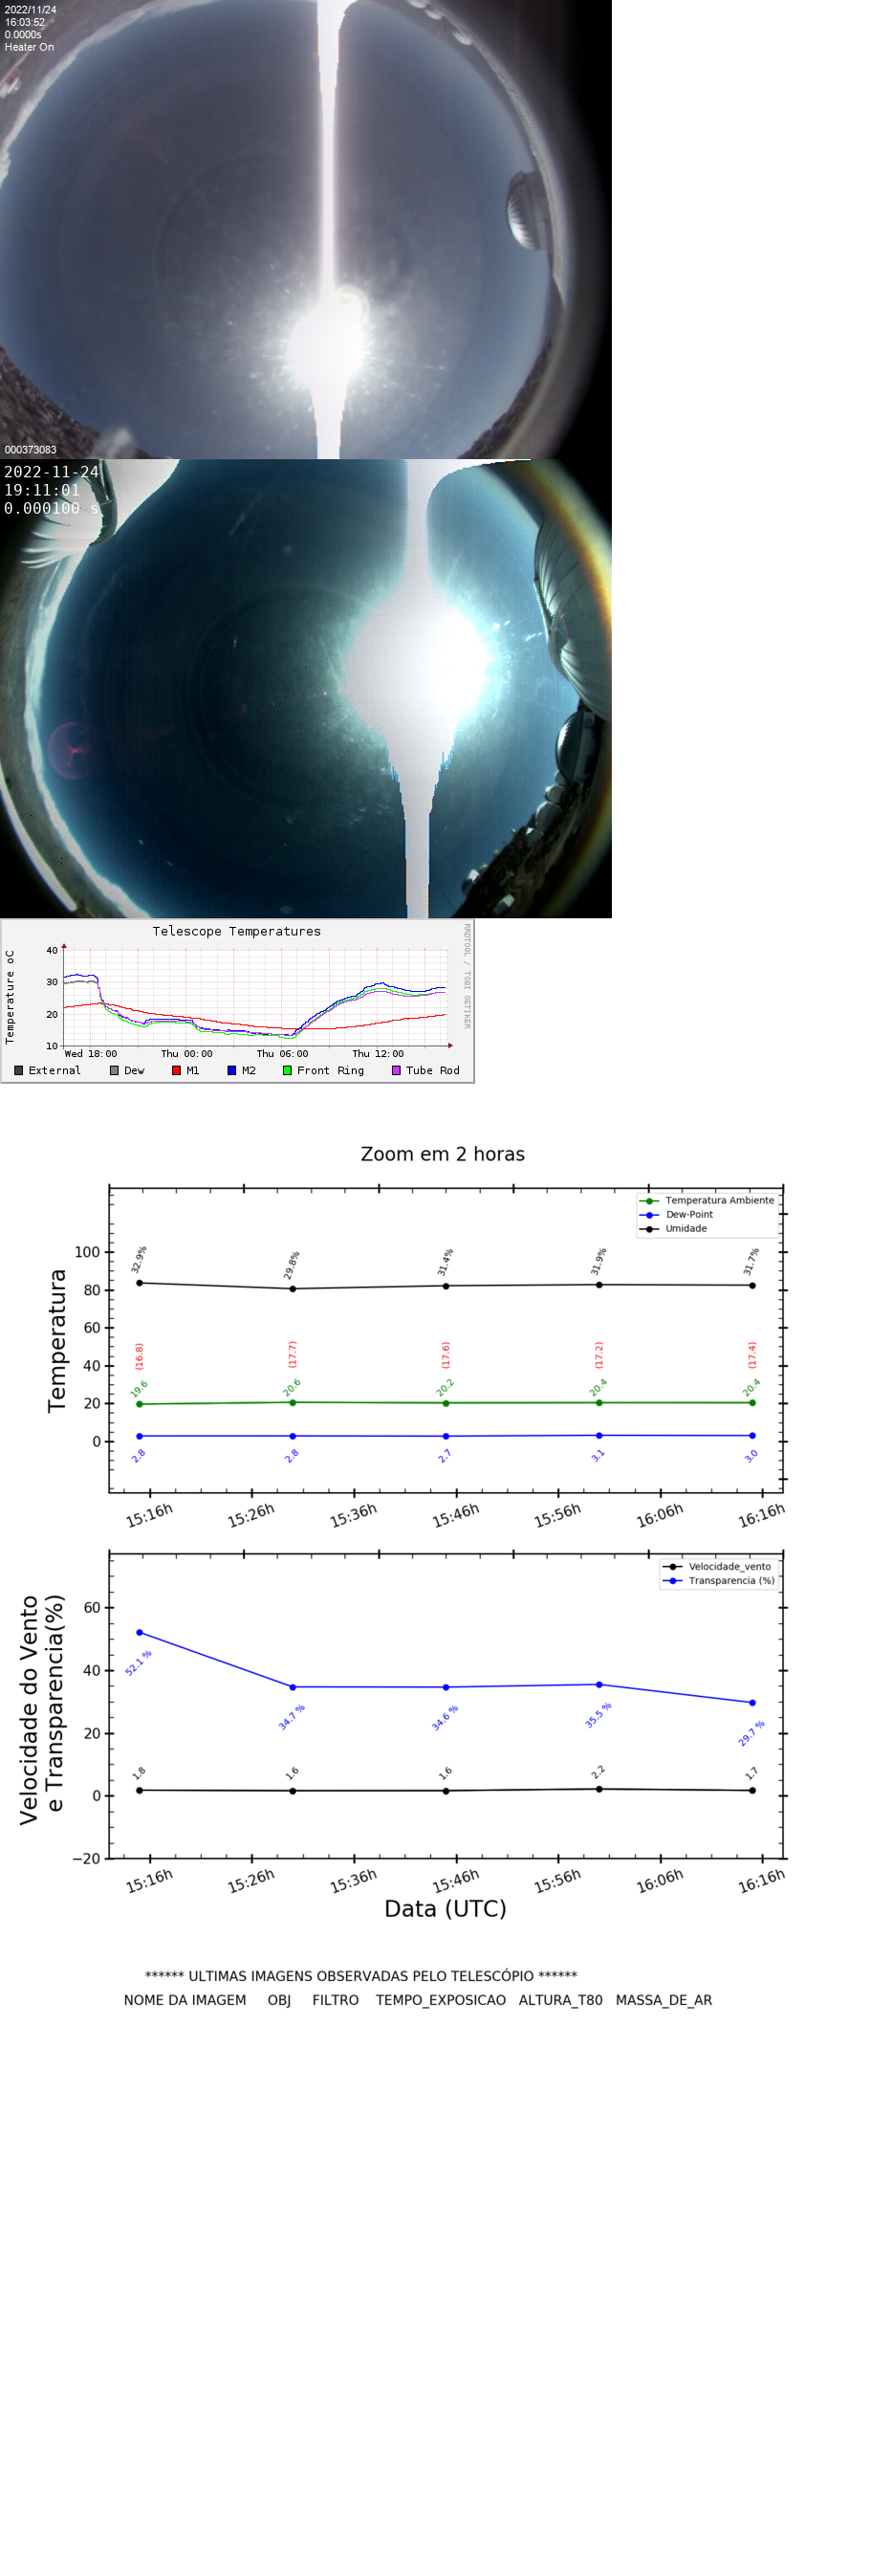 2022/11/24
16:03:52
0.0000s
Heater On
000373083
2022-11-24
19:11:01
0.000100 s
Telescope Temperatures
RRDTOOL / TOBI OETIKER
Temperature oC
40
30
20
10
Wed 18:00 Thu 00:00 Thu 06:00 Thu 12:00
External Dew M1 M2 Front Ring Tube Rod
Zoom em 2 horas
Temperatura Ambiente
Dew-Point
Umidade
Temperatura
100
80
60
40
20
0
32.9% 29.8% 31.4% 31.9% 31.7%
(16.8) (17.7) (17.6) (17.2) (17.4)
19.6 20.6 20.2 20.4 20.4
2.8 2.8 2.7 3.1 3.0
15:16h 15:26h 15:36h 15:46h 15:56h 16:06h 16:16h
Velocidade_vento
Transparencia (%)
Velocidade do Vento
e Transparencia(%)
60
40
20
0
−20
52.1 % 34.7 % 34.6 % 35.5 % 29.7 %
1.8 1.6 1.6 2.2 1.7
15:16h 15:26h 15:36h 15:46h 15:56h 16:06h 16:16h
Data (UTC)
****** ULTIMAS IMAGENS OBSERVADAS PELO TELESCÓPIO ******
NOME DA IMAGEM OBJ FILTRO TEMPO_EXPOSICAO ALTURA_T80 MASSA_DE_AR